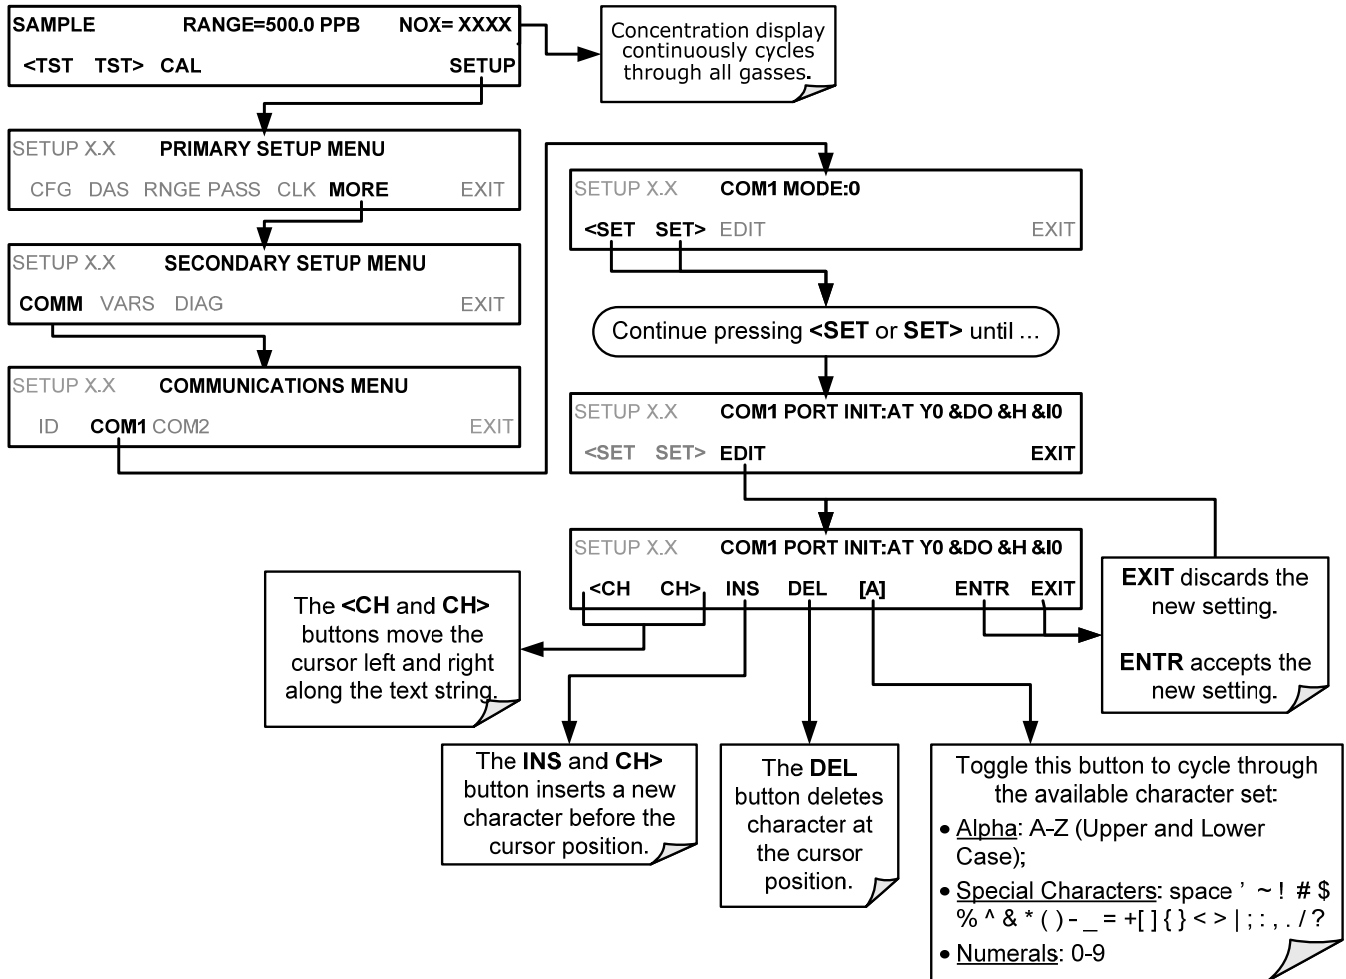 SAMPLE RANGE=500.0 PPB NOX= XXXX
<TST TST> CAL SETUP
Concentration display
continuously cycles
through all gasses.
SETUP X.X PRIMARY SETUP MENU
CFG DAS RNGE PASS CLK MORE EXIT
SETUP X.X SECONDARY SETUP MENU
COMM VARS DIAG EXIT
SETUP X.X COMMUNICATIONS MENU
ID COM1 COM2 EXIT
SETUP X.X COM1 MODE:0
<SET SET> EDIT EXIT
Continue pressing <SET or SET> until ...
SETUP X.X COM1 PORT INIT:AT Y0 &DO &H &I0
<SET SET> EDIT EXIT
SETUP X.X COM1 PORT INIT:AT Y0 &DO &H &I0
<CH CH> INS DEL [A] ENTR EXIT
EXIT discards the
new setting.
ENTR accepts the
new setting.
The <CH and CH>
buttons move the
cursor left and right
along the text string.
The INS and CH>
button inserts a new
character before the
cursor position.
The DEL
button deletes
character at
the cursor
position.
Toggle this button to cycle through
the available character set:
• Alpha: A-Z (Upper and Lower
Case);
• Special Characters: space ' ~ ! # $
% ^ & * ( ) - _ = +[ ] { } < > | ; : , . / ?
• Numerals: 0-9